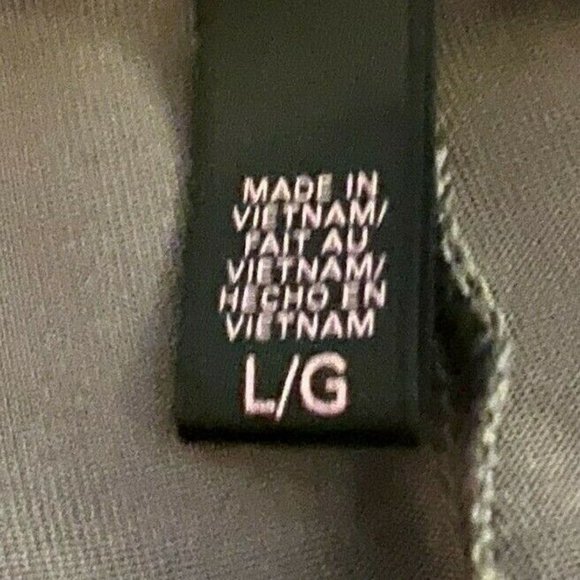 MADE IN
VIETNAM/
FAIT AU
VIETNAM/
HECHO EN
VIETNAM
L/G